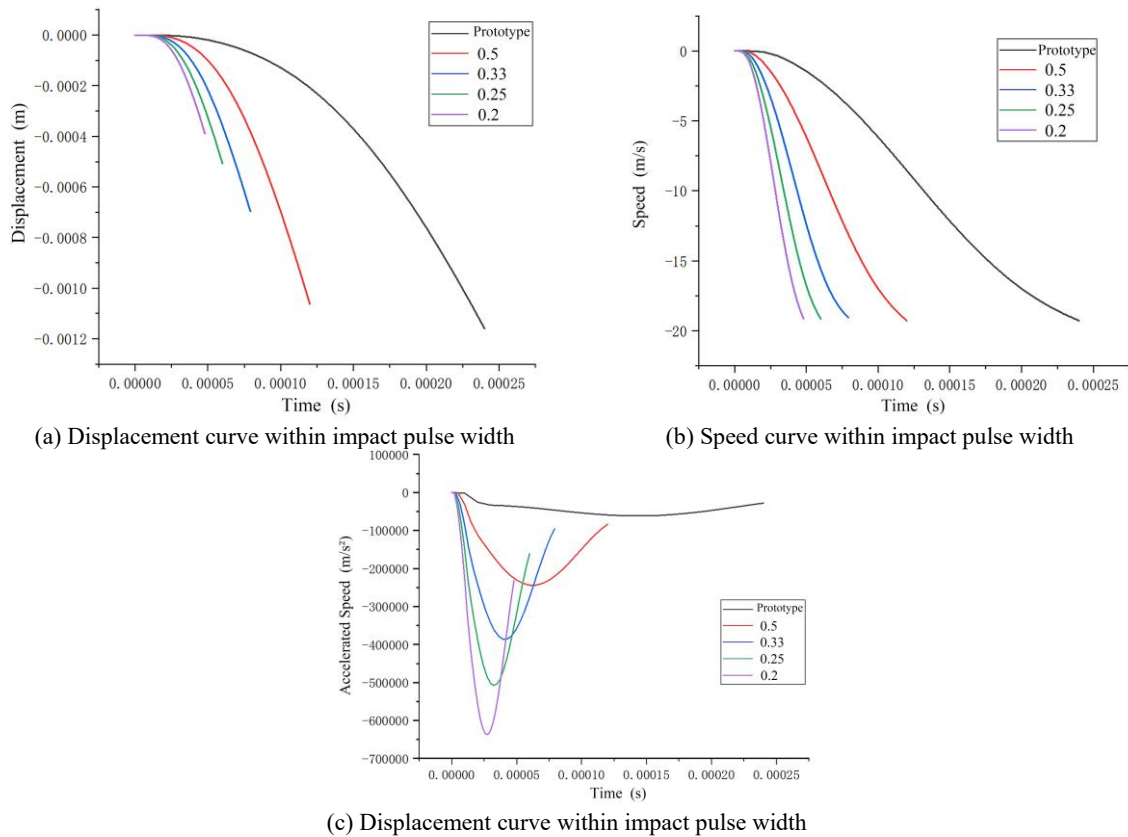 0.0000
-0.0002
-0.0004
-0.0006
-0.0008
-0.0010
-0.0012
Displacement (m)
0.00000 0.00005 0.00010 0.00015 0.00020 0.00025
Time (s)
Prototype
0.5
0.33
0.25
0.2
(a) Displacement curve within impact pulse width
0
-5
-10
-15
-20
Speed (m/s)
0.00000 0.00005 0.00010 0.00015 0.00020 0.00025
Time (s)
Prototype
0.5
0.33
0.25
0.2
(b) Speed curve within impact pulse width
100000
0
-100000
-200000
-300000
-400000
-500000
-600000
-700000
Accelerated Speed (m/s²)
0.00000 0.00005 0.00010 0.00015 0.00020 0.00025
Time (s)
Prototype
0.5
0.33
0.25
0.2
(c) Displacement curve within impact pulse width